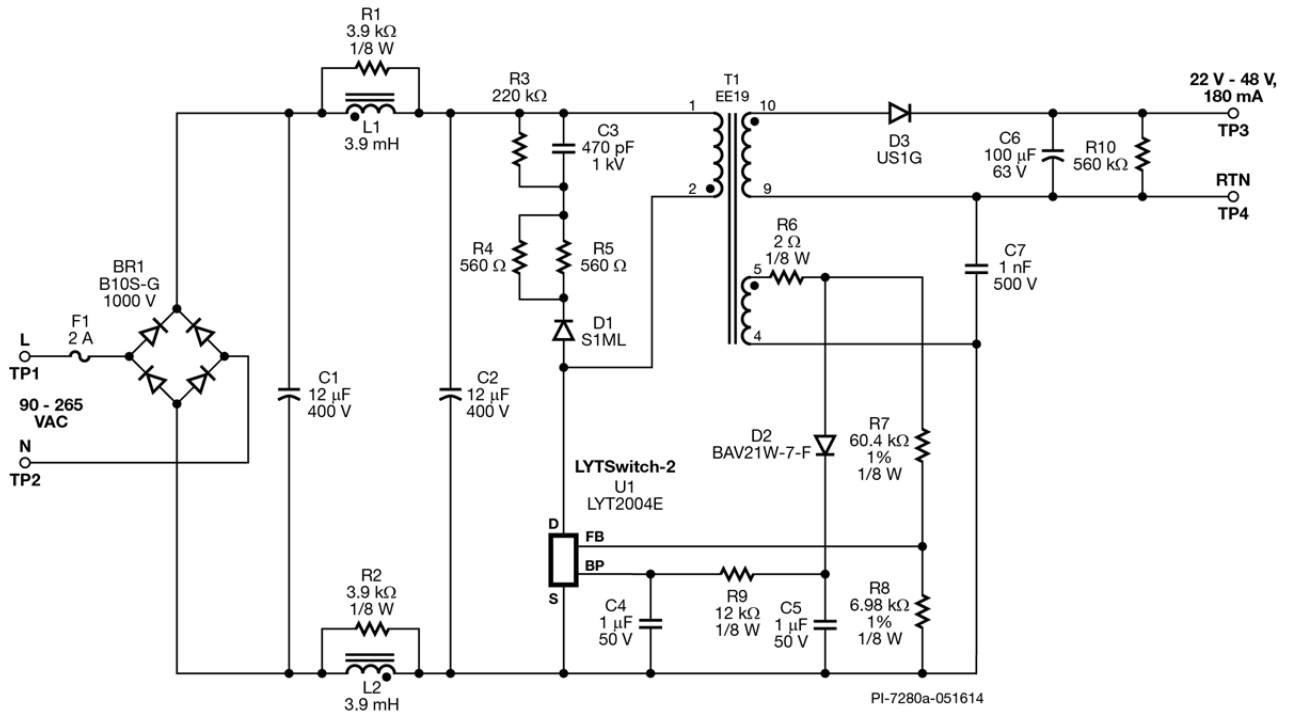 R1
3.9 kΩ
1/8 W
L1
3.9 mH
R3
220 kΩ
C3
470 pF
1 kV
T1
EE19
1
10
2
9
D3
US1G
C6
100 µF
63 V
R10
560 kΩ
22 V - 48 V,
180 mA
TP3
RTN
TP4
R4
560 Ω
R5
560 Ω
R6
2 Ω
1/8 W
5
4
C7
1 nF
500 V
BR1
B10S-G
1000 V
F1
2 A
L
TP1
90 - 265
VAC
N
TP2
D1
S1ML
C1
12 µF
400 V
C2
12 µF
400 V
D2
BAV21W-7-F
R7
60.4 kΩ
1%
1/8 W
LYTSwitch-2
U1
LYT2004E
D
FB
BP
S
R2
3.9 kΩ
1/8 W
L2
3.9 mH
C4
1 µF
50 V
R9
12 kΩ
1/8 W
C5
1 µF
50 V
R8
6.98 kΩ
1%
1/8 W
PI-7280a-051614